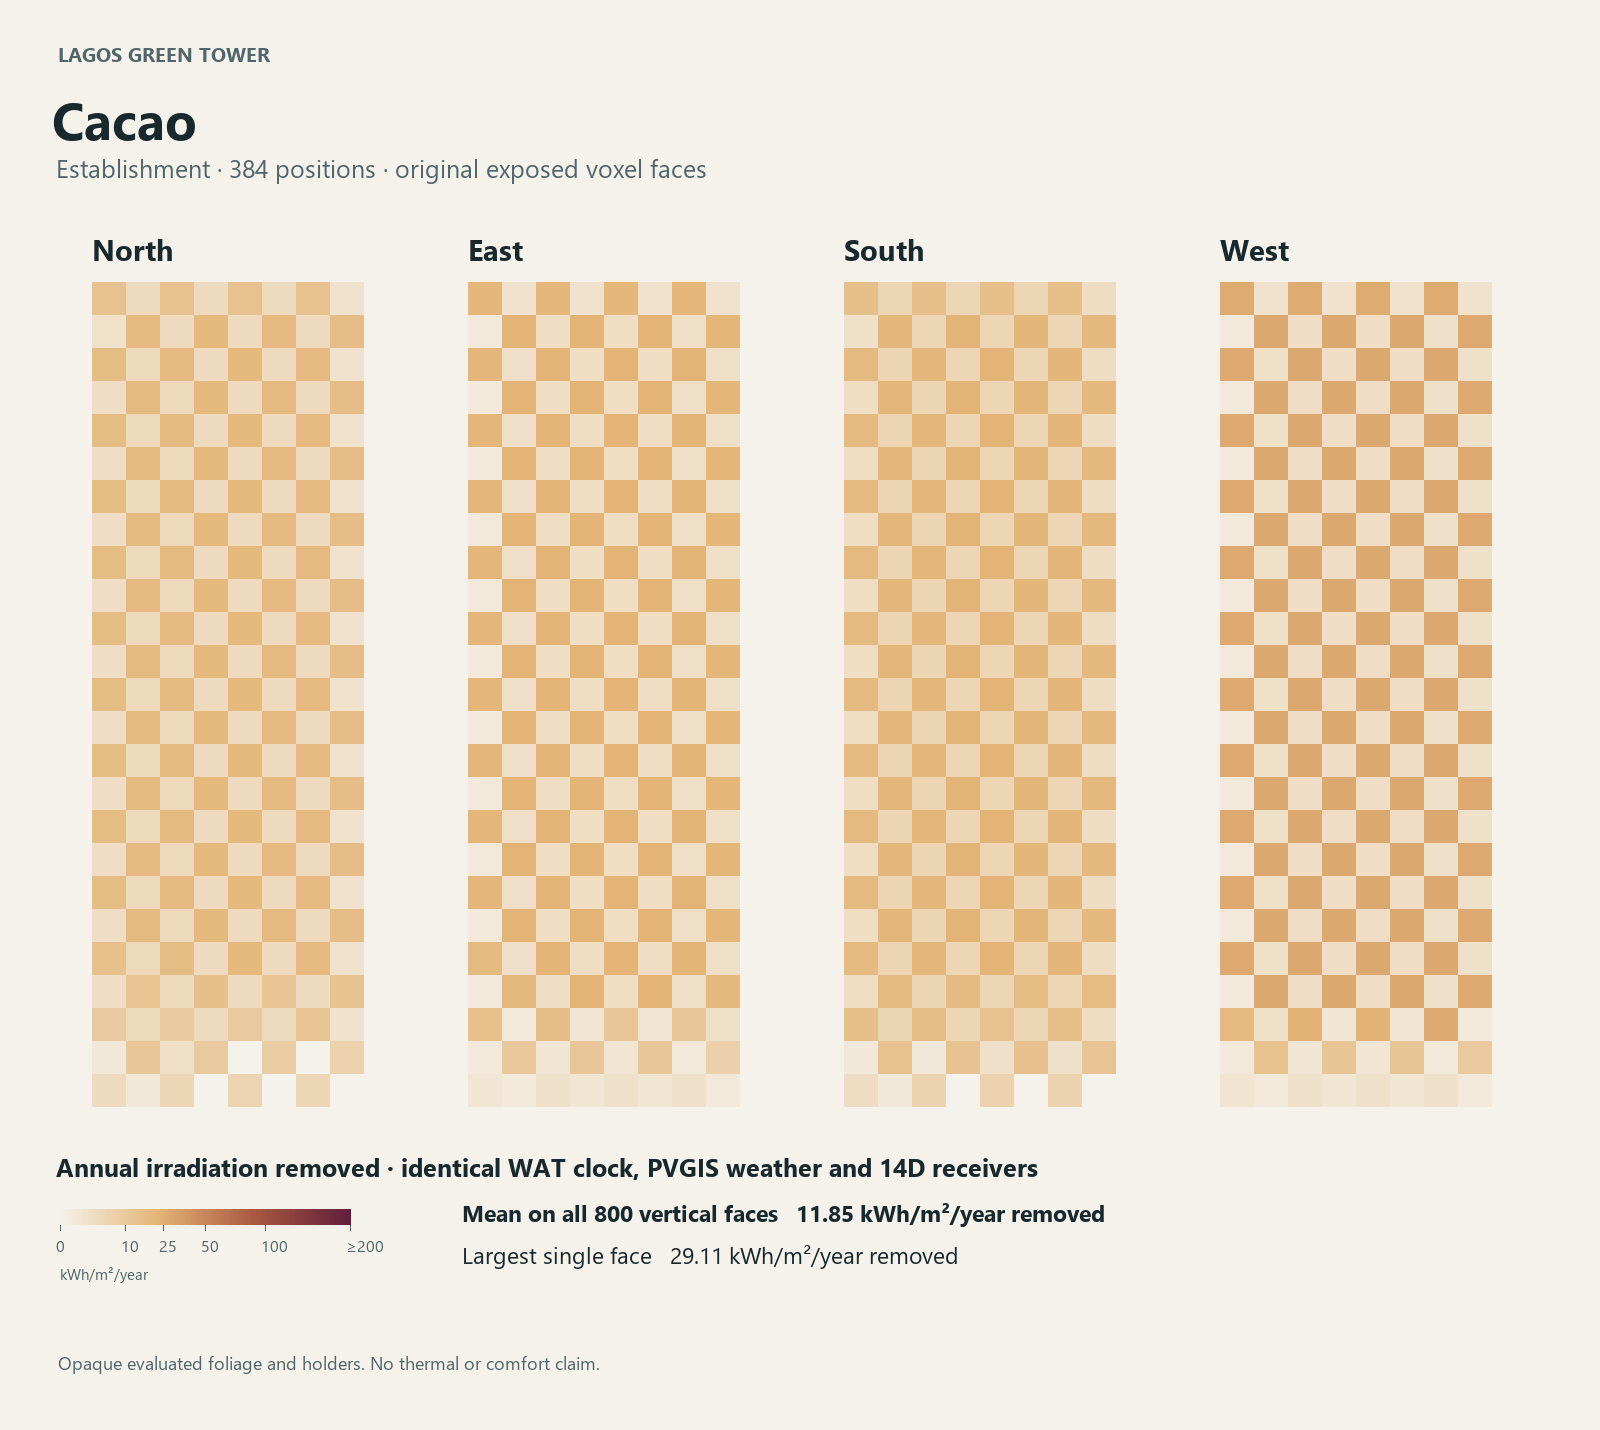 LAGOS GREEN TOWER
Cacao
Establishment · 384 positions · original exposed voxel faces
North East South West
Annual irradiation removed · identical WAT clock, PVGIS weather and 14D receivers
Mean on all 800 vertical faces 11.85 kWh/m²/year removed
0 10 25 50 100 ≥200
Largest single face 29.11 kWh/m²/year removed
kWh/m²/year
Opaque evaluated foliage and holders. No thermal or comfort claim.